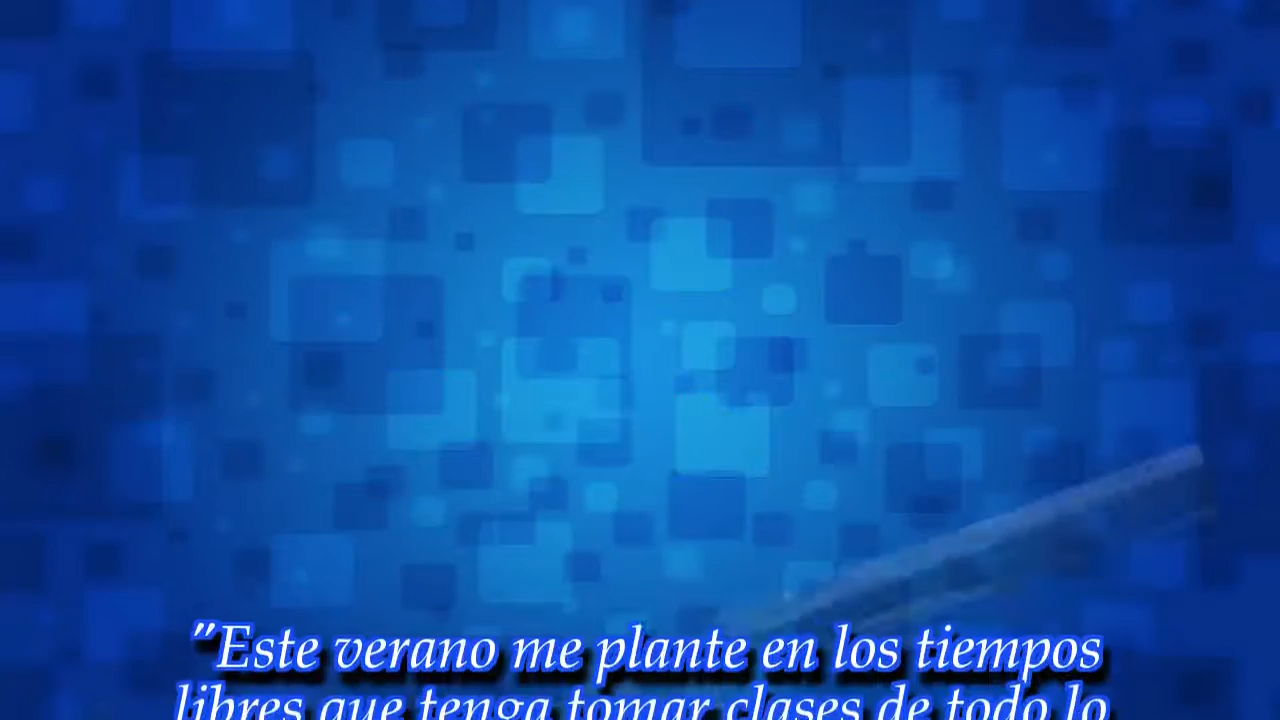 "Este verano me plante en los tiempos
libres que tenga tomar clases de todo lo